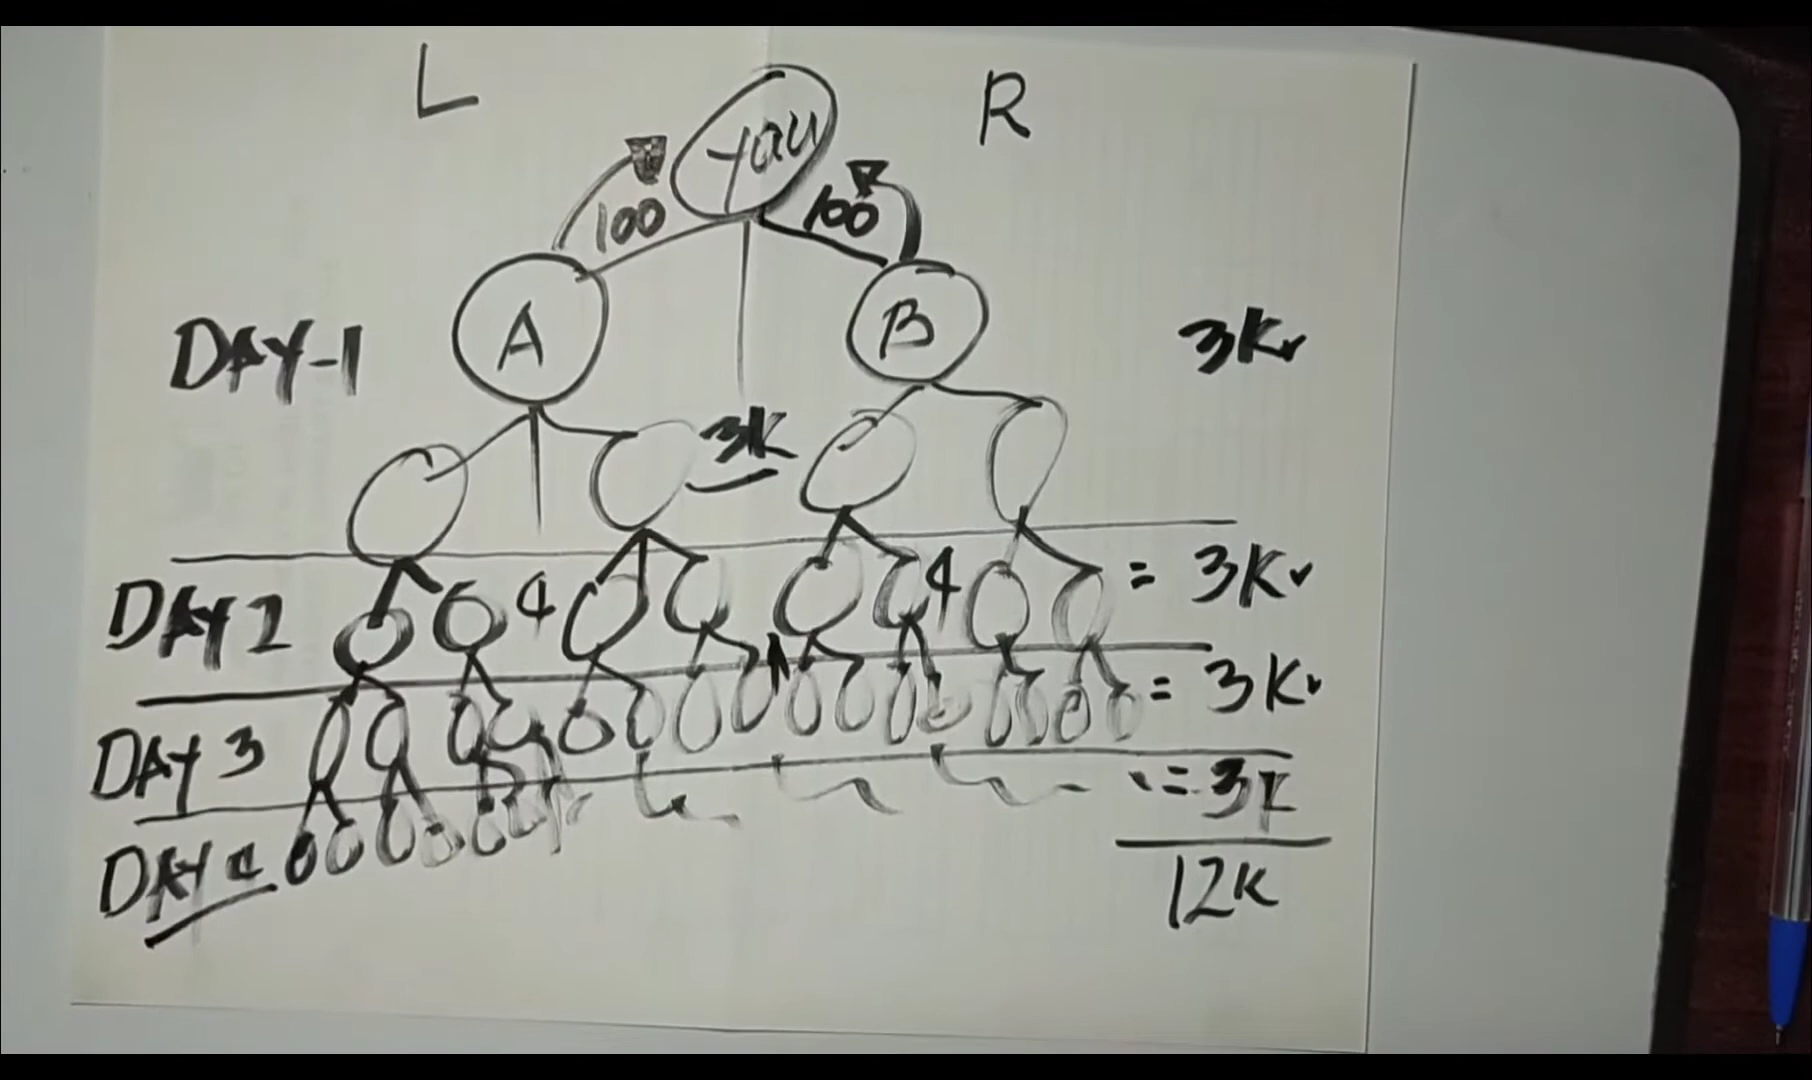 L R
you
100 100
A B
DAY-1 3K
3K
DAY 2 4 4 = 3K
DAY 3 = 3K
DAY 4 = 3K
12K